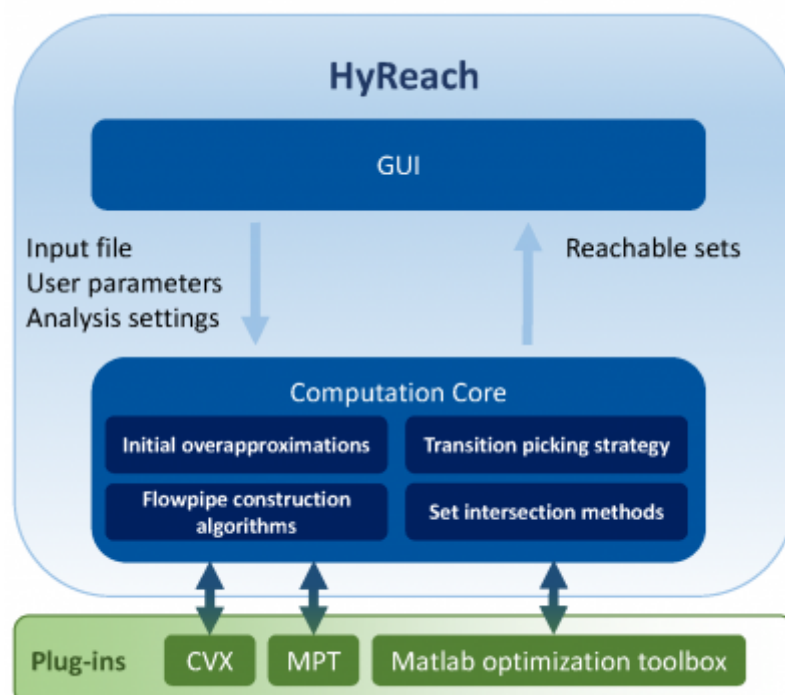 HyReach
GUI
Input file
User parameters
Analysis settings
Reachable sets
Computation Core
Initial overapproximations
Transition picking strategy
Flowpipe construction
algorithms
Set intersection methods
Plug-ins
CVX
MPT
Matlab optimization toolbox